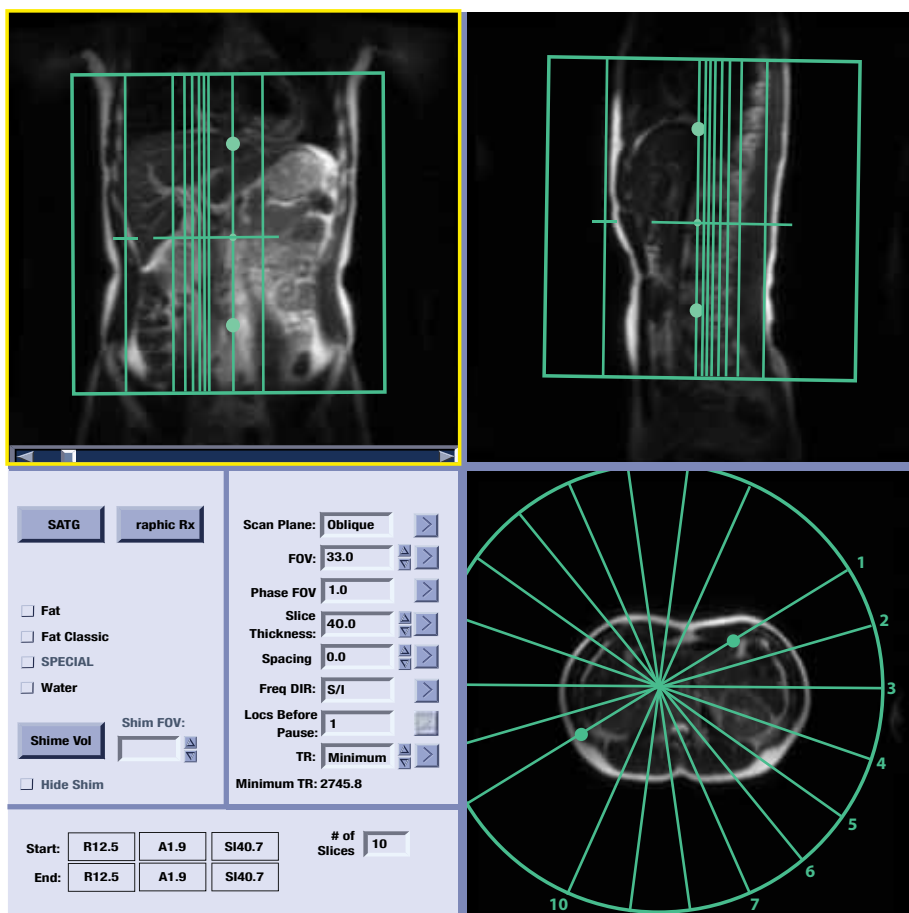 SATG
raphic Rx
Fat
Fat Classic
SPECIAL
Water
Shime Vol
Shim FOV:
Hide Shim
Scan Plane: Oblique
FOV: 33.0
Phase FOV 1.0
Slice
Thickness: 40.0
Spacing 0.0
Freq DIR: S/I
Locs Before
Pause: 1
TR: Minimum
Minimum TR: 2745.8
Start: R12.5 A1.9 SI40.7
End: R12.5 A1.9 SI40.7
# of
Slices 10
1
2
3
4
5
6
7
10